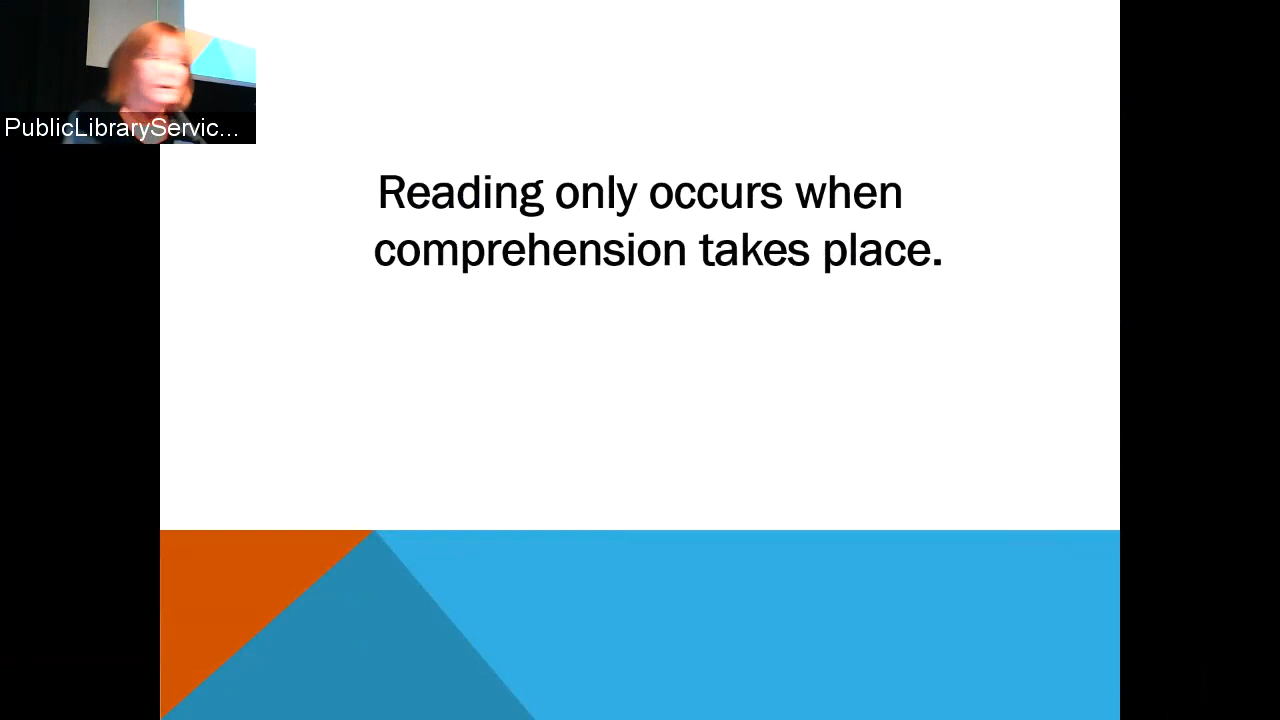 PublicLibraryServic...
Reading only occurs when
comprehension takes place.